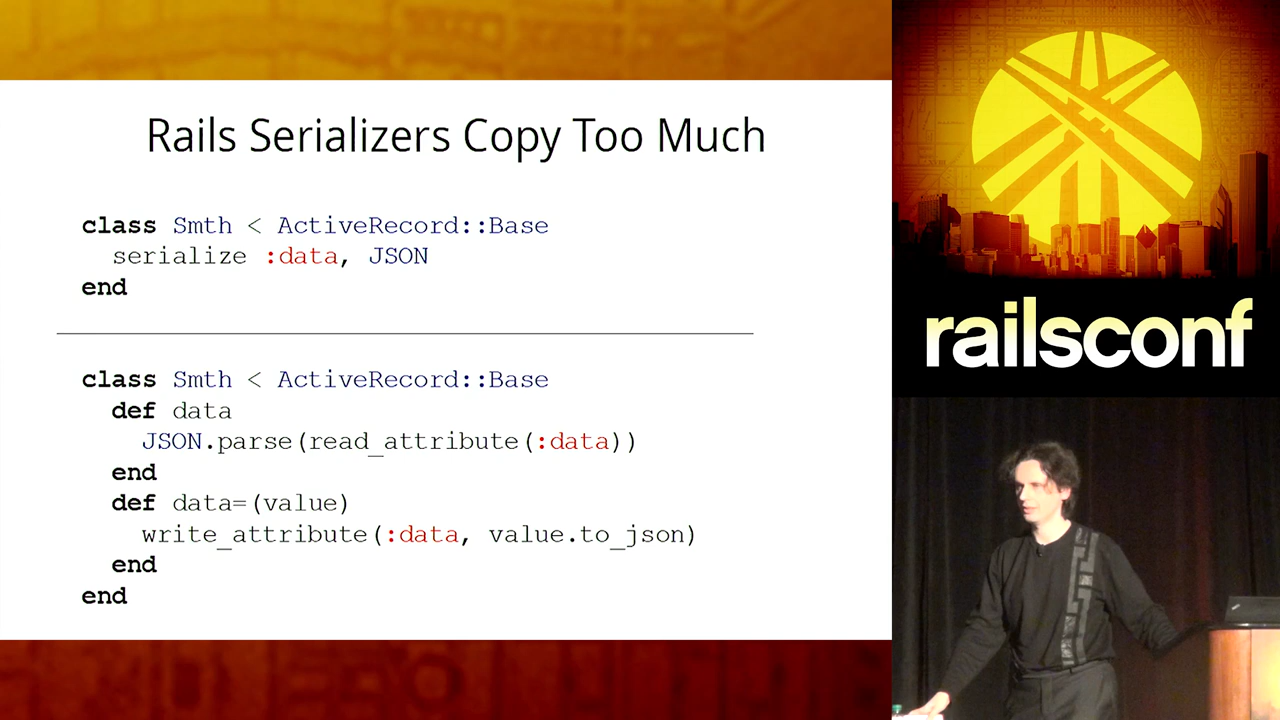 Rails Serializers Copy Too Much
class Smth < ActiveRecord::Base
  serialize :data, JSON
end
class Smth < ActiveRecord::Base
  def data
    JSON.parse(read_attribute(:data))
  end
  def data=(value)
    write_attribute(:data, value.to_json)
  end
end
railsconf